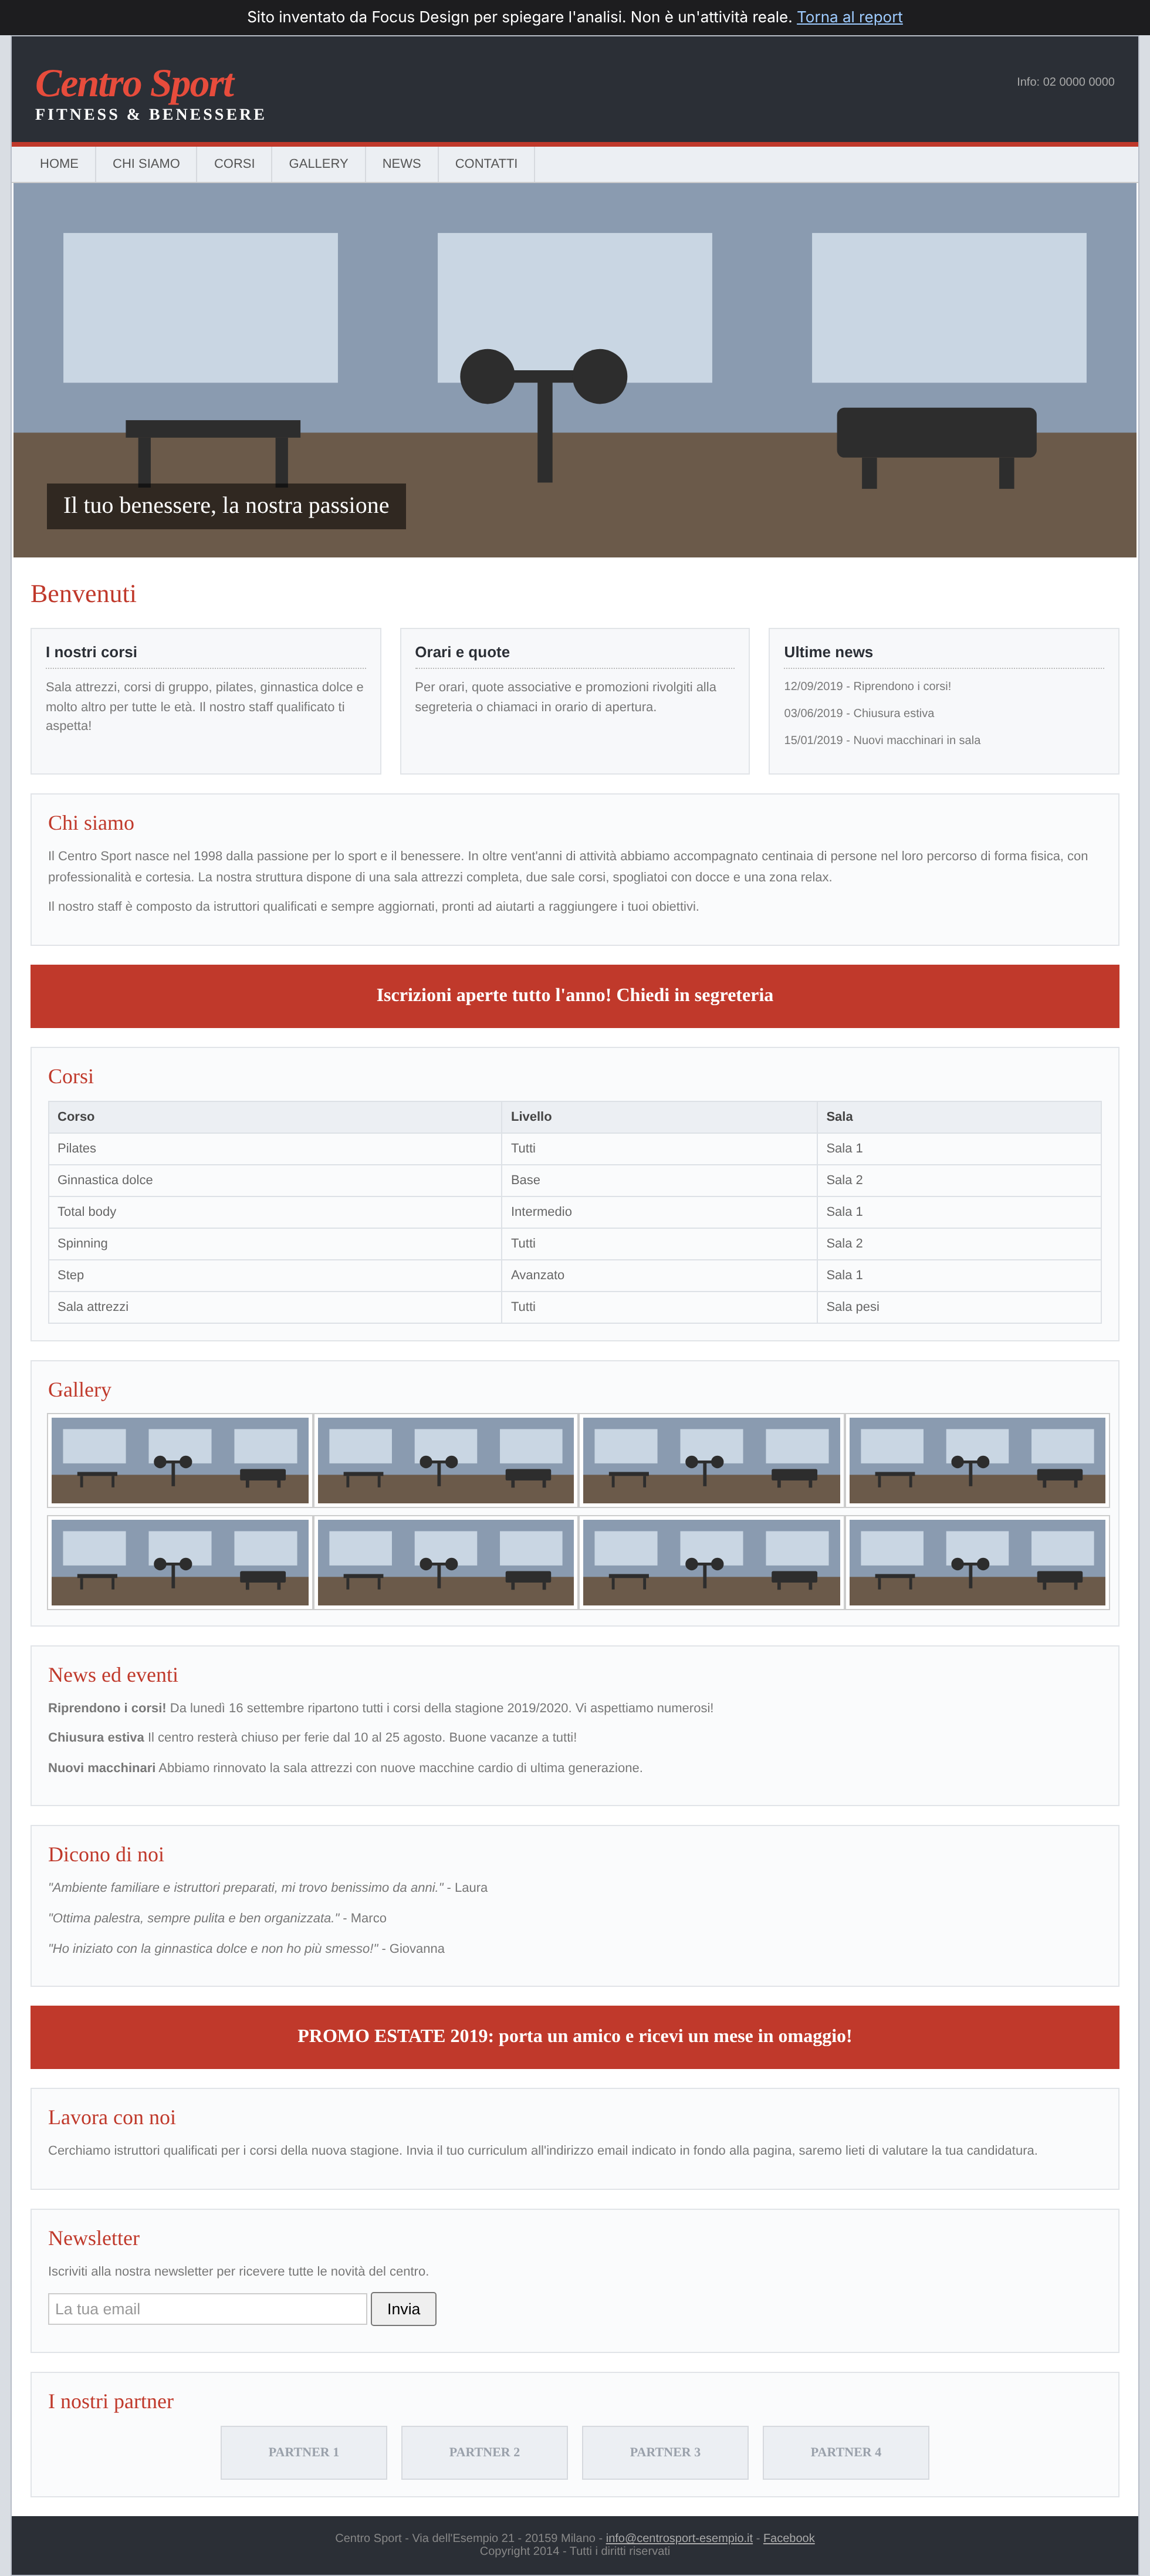 Sito inventato da Focus Design per spiegare l'analisi. Non è un'attività reale. Torna al report
Centro Sport
FITNESS & BENESSERE
Info: 02 0000 0000
HOME
CHI SIAMO
CORSI
GALLERY
NEWS
CONTATTI
Il tuo benessere, la nostra passione
Benvenuti
I nostri corsi
Sala attrezzi, corsi di gruppo, pilates, ginnastica dolce e
molto altro per tutte le età. Il nostro staff qualificato ti
aspetta!
Orari e quote
Per orari, quote associative e promozioni rivolgiti alla
segreteria o chiamaci in orario di apertura.
Ultime news
12/09/2019 - Riprendono i corsi!
03/06/2019 - Chiusura estiva
15/01/2019 - Nuovi macchinari in sala
Chi siamo
Il Centro Sport nasce nel 1998 dalla passione per lo sport e il benessere. In oltre vent'anni di attività abbiamo accompagnato centinaia di persone nel loro percorso di forma fisica, con
professionalità e cortesia. La nostra struttura dispone di una sala attrezzi completa, due sale corsi, spogliatoi con docce e una zona relax.
Il nostro staff è composto da istruttori qualificati e sempre aggiornati, pronti ad aiutarti a raggiungere i tuoi obiettivi.
Iscrizioni aperte tutto l'anno! Chiedi in segreteria
Corsi
Corso Livello Sala
Pilates Tutti Sala 1
Ginnastica dolce Base Sala 2
Total body Intermedio Sala 1
Spinning Tutti Sala 2
Step Avanzato Sala 1
Sala attrezzi Tutti Sala pesi
Gallery
News ed eventi
Riprendono i corsi! Da lunedì 16 settembre ripartono tutti i corsi della stagione 2019/2020. Vi aspettiamo numerosi!
Chiusura estiva Il centro resterà chiuso per ferie dal 10 al 25 agosto. Buone vacanze a tutti!
Nuovi macchinari Abbiamo rinnovato la sala attrezzi con nuove macchine cardio di ultima generazione.
Dicono di noi
"Ambiente familiare e istruttori preparati, mi trovo benissimo da anni." - Laura
"Ottima palestra, sempre pulita e ben organizzata." - Marco
"Ho iniziato con la ginnastica dolce e non ho più smesso!" - Giovanna
PROMO ESTATE 2019: porta un amico e ricevi un mese in omaggio!
Lavora con noi
Cerchiamo istruttori qualificati per i corsi della nuova stagione. Invia il tuo curriculum all'indirizzo email indicato in fondo alla pagina, saremo lieti di valutare la tua candidatura.
Newsletter
Iscriviti alla nostra newsletter per ricevere tutte le novità del centro.
La tua email Invia
I nostri partner
PARTNER 1
PARTNER 2
PARTNER 3
PARTNER 4
Centro Sport - Via dell'Esempio 21 - 20159 Milano - info@centrosport-esempio.it - Facebook
Copyright 2014 - Tutti i diritti riservati